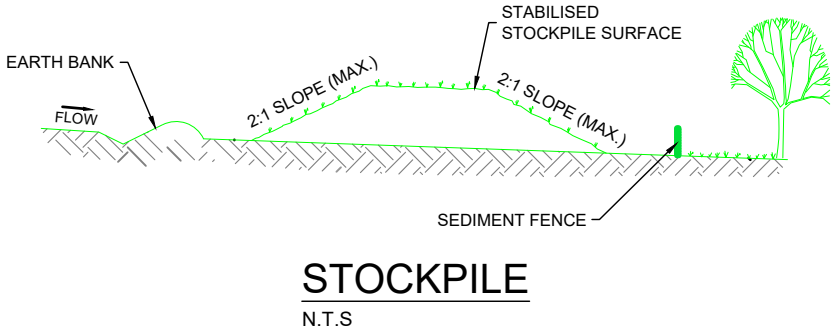 STABILISED
STOCKPILE SURFACE
EARTH BANK
2:1 SLOPE (MAX.)
2:1 SLOPE (MAX.)
FLOW
SEDIMENT FENCE
STOCKPILE
N.T.S